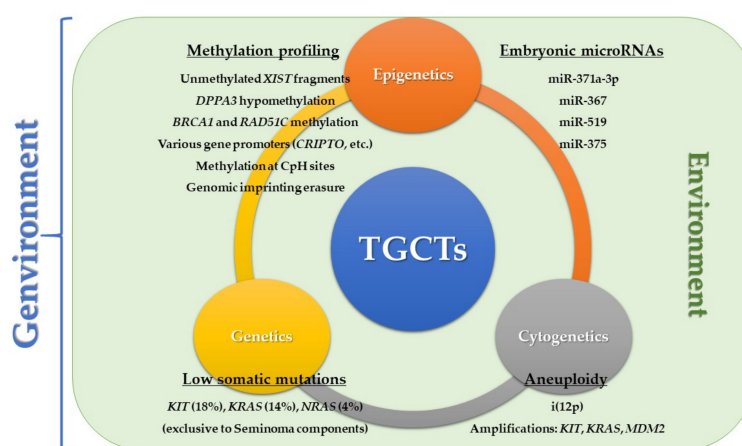 Genvironment
Methylation profiling
Unmethylated XIST fragments
DPPA3 hypomethylation
BRCA1 and RAD51C methylation
Various gene promoters (CRIPTO, etc.)
Methylation at CpH sites
Genomic imprinting erasure
Epigenetics
Embryonic microRNAs
miR-371a-3p
miR-367
miR-519
miR-375
Environment
TGCTs
Genetics
Low somatic mutations
KIT (18%), KRAS (14%), NRAS (4%)
(exclusive to Seminoma components)
Cytogenetics
Aneuploidy
i(12p)
Amplifications: KIT, KRAS, MDM2